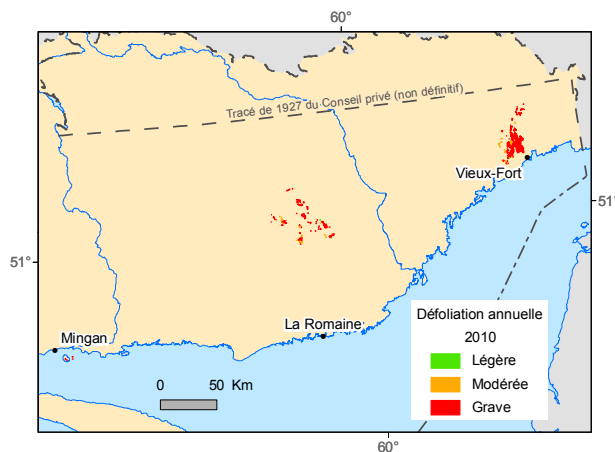 60°
Tracé de 1927 du Conseil privé (non définitif)
Vieux-Fort
51°
51°
La Romaine
Mingan
0 50 Km
Défoliation annuelle
2010
Légère
Modérée
Grave
60°